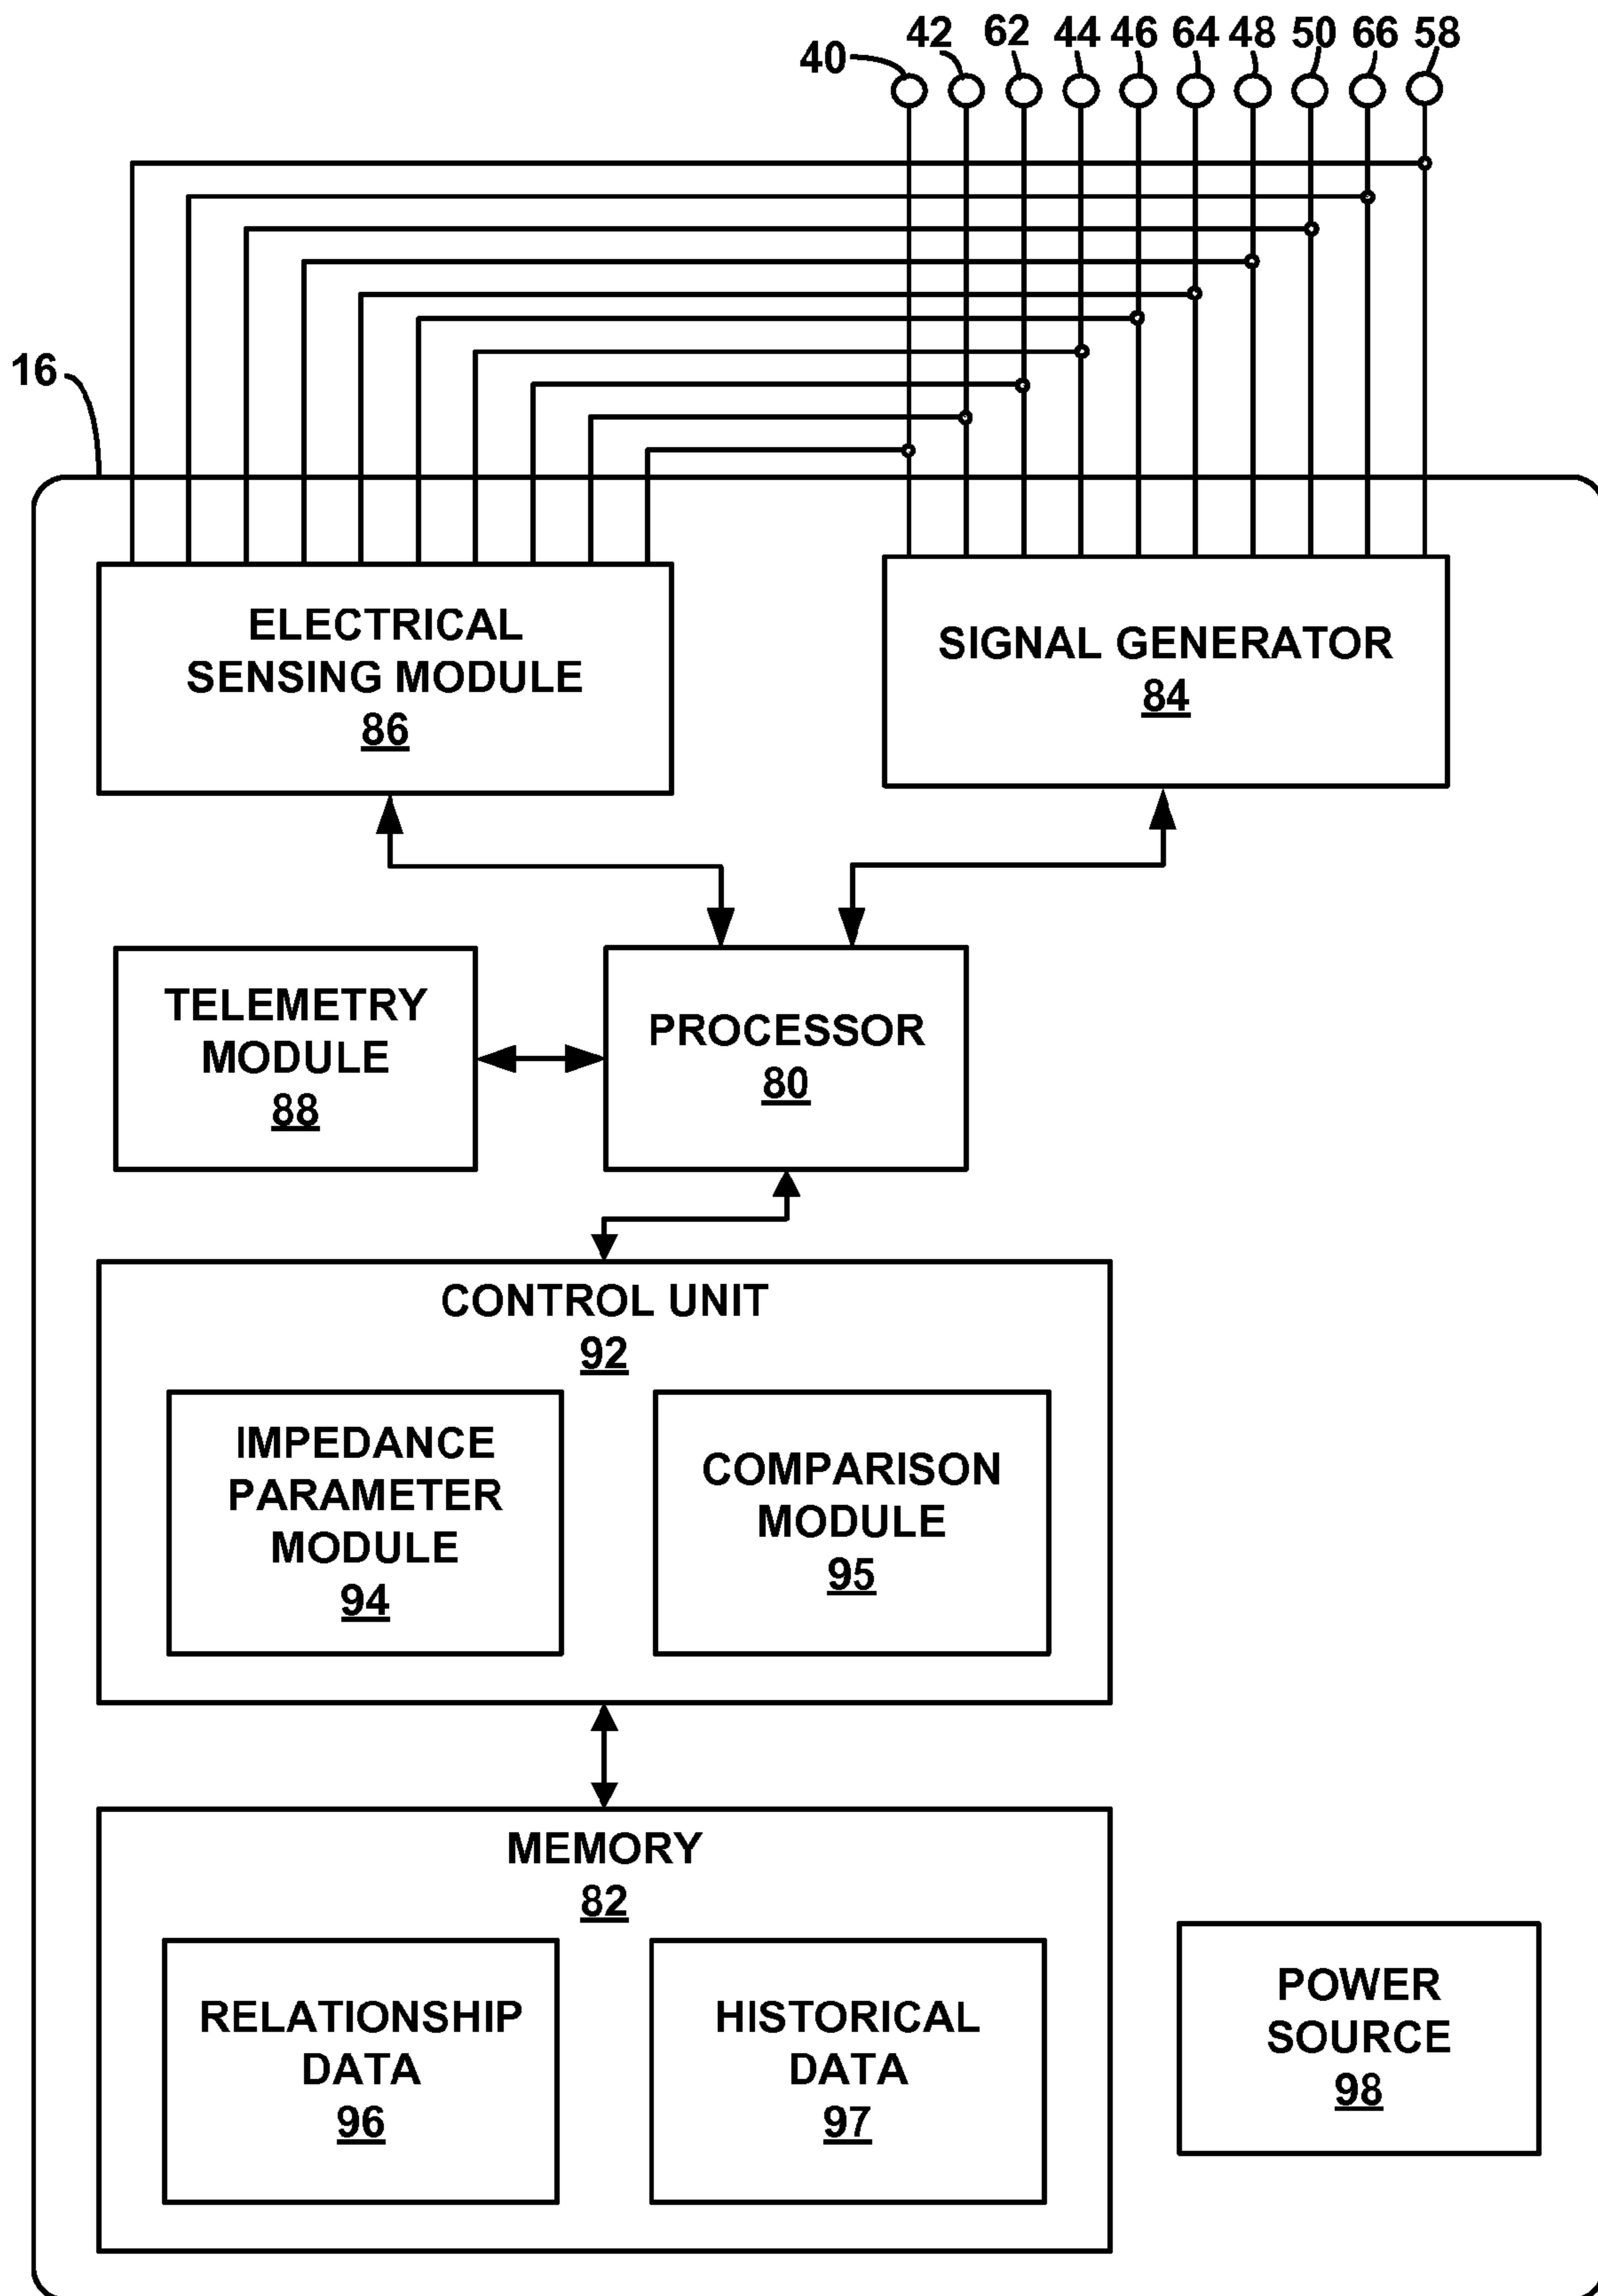 40 42 62 44 46 64 48 50 66 58
16
ELECTRICAL
SENSING MODULE
86
SIGNAL GENERATOR
84
TELEMETRY
MODULE
88
PROCESSOR
80
CONTROL UNIT
92
IMPEDANCE
PARAMETER
MODULE
94
COMPARISON
MODULE
95
MEMORY
82
RELATIONSHIP
DATA
96
HISTORICAL
DATA
97
POWER
SOURCE
98